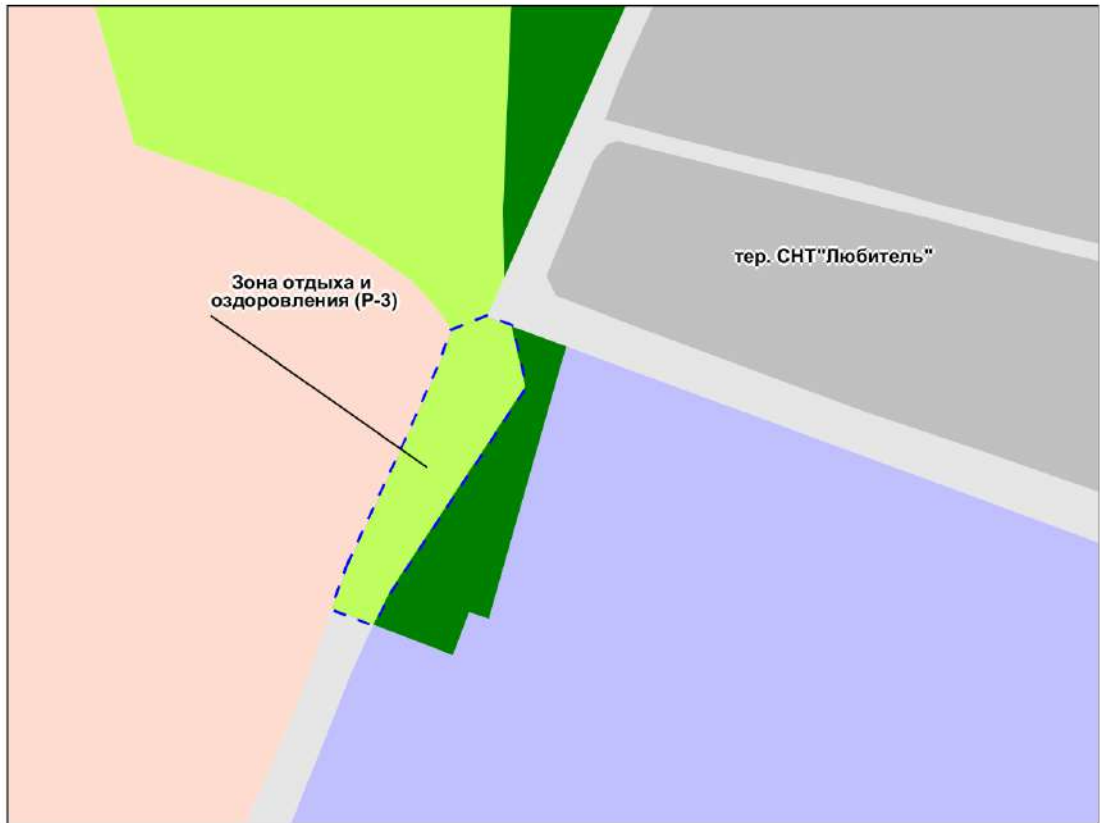 Зона отдыха и
оздоровления (Р-3)
тер. СНТ"Любитель"